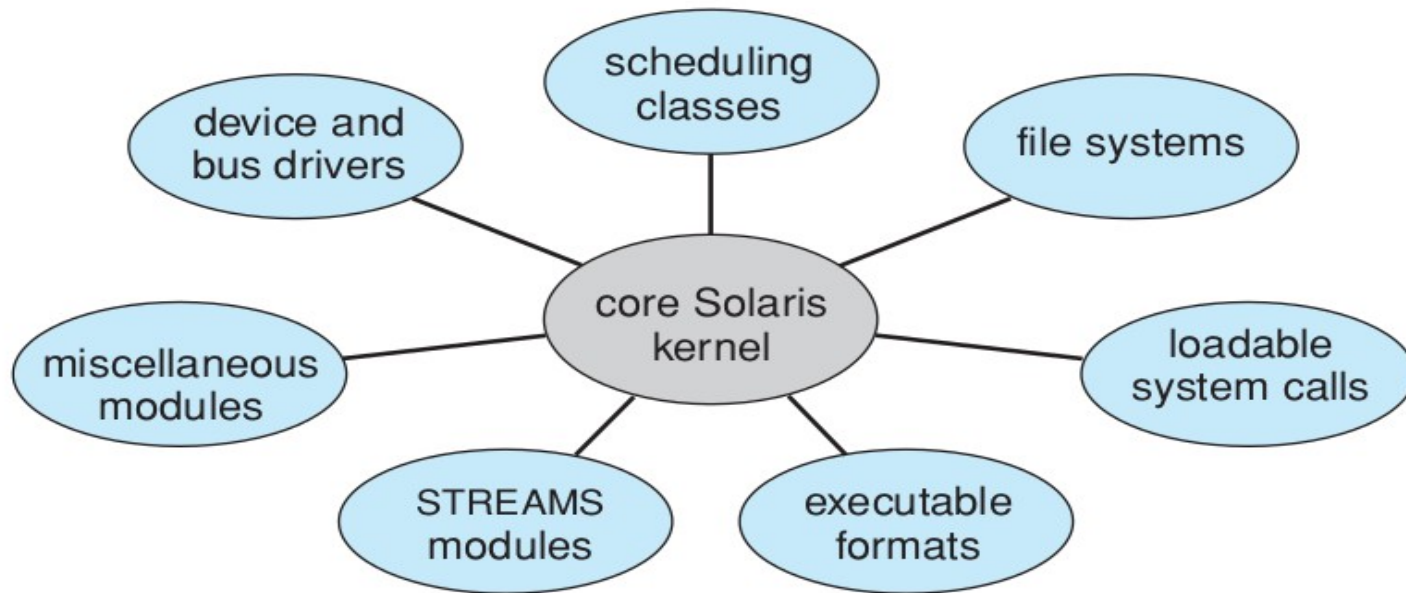 scheduling
classes
device and
bus drivers
file systems
core Solaris
kernel
loadable
system calls
miscellaneous
modules
STREAMS
modules
executable
formats